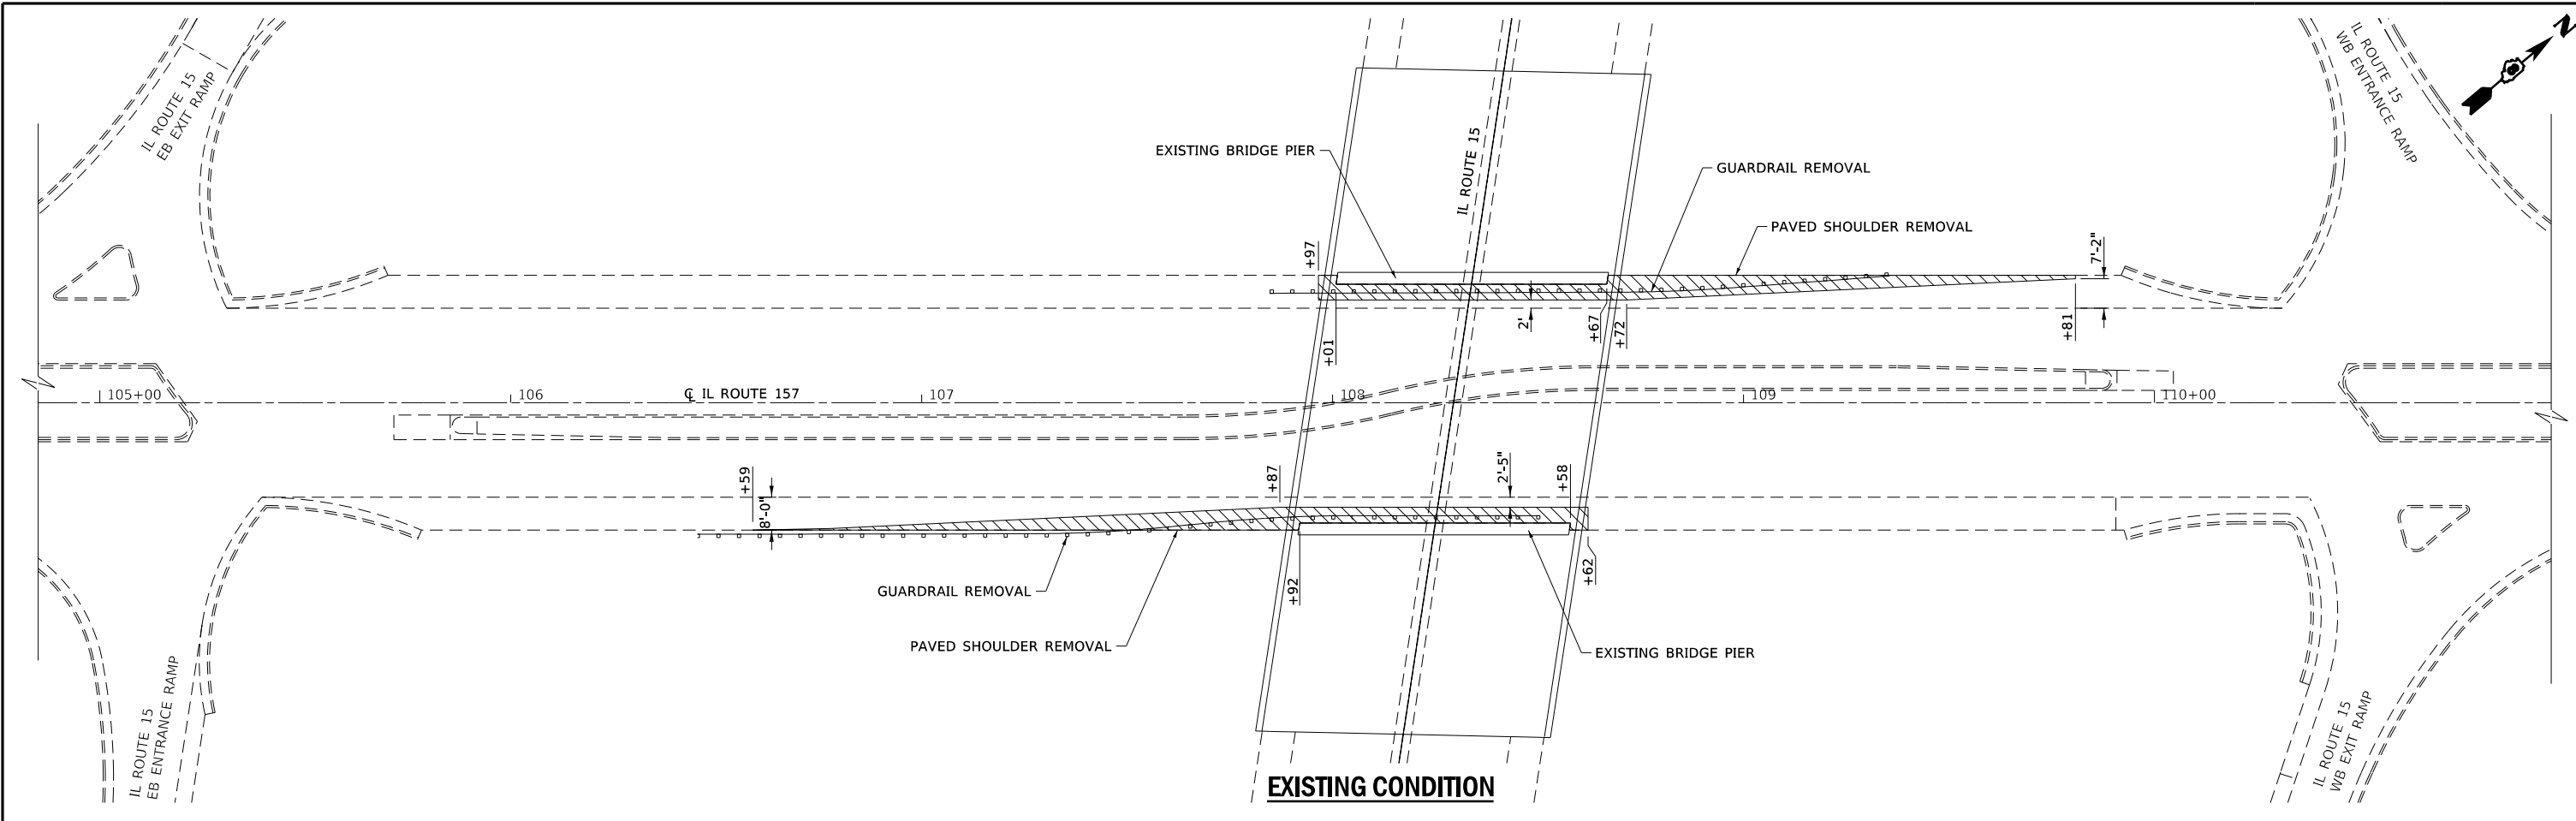 N
IL ROUTE 15
EB EXIT RAMP
IL ROUTE 15
WB ENTRANCE RAMP
EXISTING BRIDGE PIER
IL ROUTE 15
GUARDRAIL REMOVAL
PAVED SHOULDER REMOVAL
+97
7'-2"
+01
2'
+67
+72
+81
105+00
106
℄ IL ROUTE 157
107
108
109
110+00
+59
8'-0"
+87
2'-5"
+58
+92
+62
GUARDRAIL REMOVAL
PAVED SHOULDER REMOVAL
EXISTING BRIDGE PIER
IL ROUTE 15
EB ENTRANCE RAMP
IL ROUTE 15
WB EXIT RAMP
EXISTING CONDITION